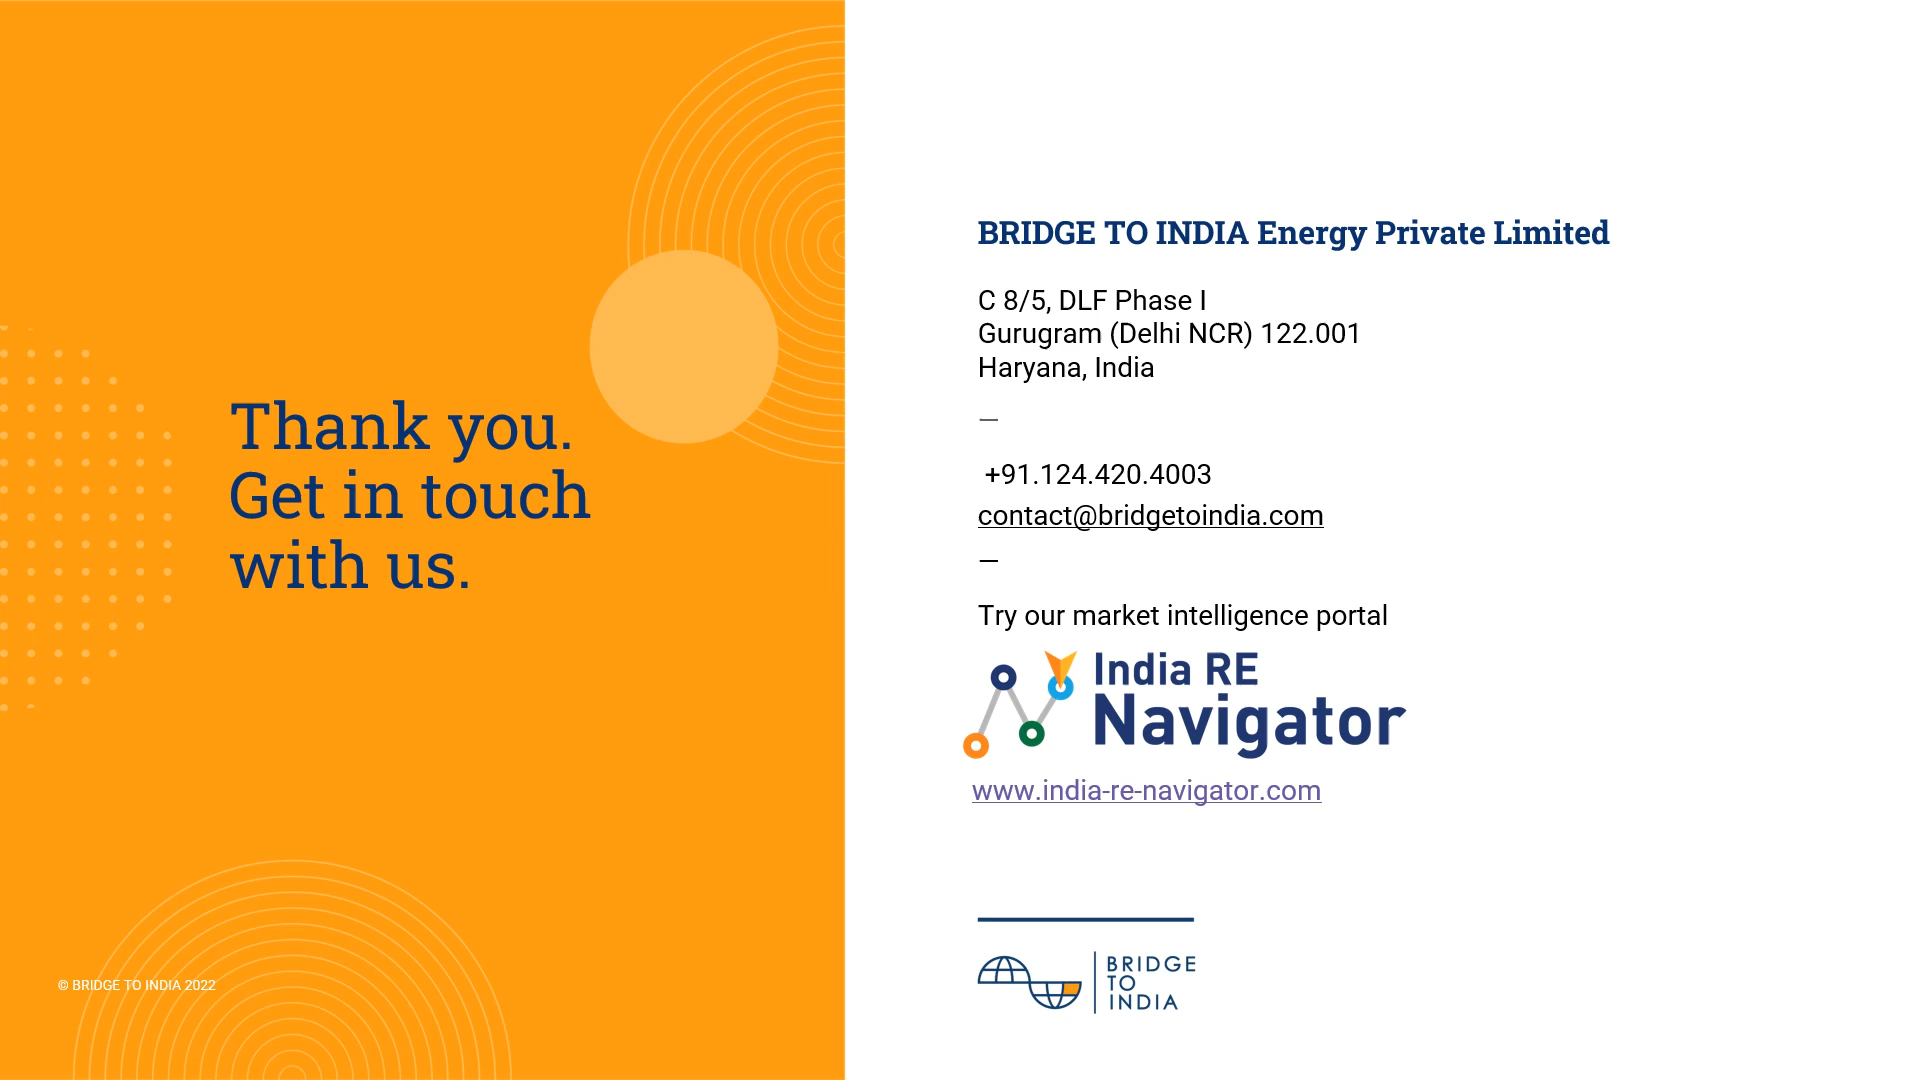 Thank you.
Get in touch
with us.
© BRIDGE TO INDIA 2022
BRIDGE TO INDIA Energy Private Limited
C 8/5, DLF Phase I
Gurugram (Delhi NCR) 122.001
Haryana, India
—
+91.124.420.4003
contact@bridgetoindia.com
—
Try our market intelligence portal
India RE
Navigator
www.india-re-navigator.com
BRIDGE
TO
INDIA